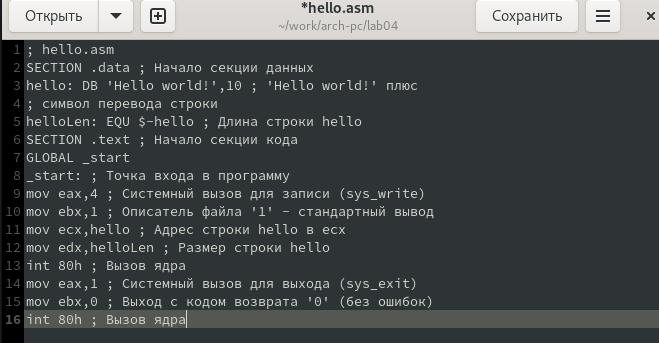 Открыть
*hello.asm
~/work/arch-pc/lab04
Сохранить
1 ; hello.asm
2 SECTION .data ; Начало секции данных
3 hello: DB 'Hello world!',10 ; 'Hello world!' плюс
4 ; символ перевода строки
5 helloLen: EQU $-hello ; Длина строки hello
6 SECTION .text ; Начало секции кода
7 GLOBAL _start
8 _start: ; Точка входа в программу
9 mov eax,4 ; Системный вызов для записи (sys_write)
10 mov ebx,1 ; Описатель файла '1' - стандартный вывод
11 mov ecx,hello ; Адрес строки hello в ecx
12 mov edx,helloLen ; Размер строки hello
13 int 80h ; Вызов ядра
14 mov eax,1 ; Системный вызов для выхода (sys_exit)
15 mov ebx,0 ; Выход с кодом возврата '0' (без ошибок)
16 int 80h ; Вызов ядра